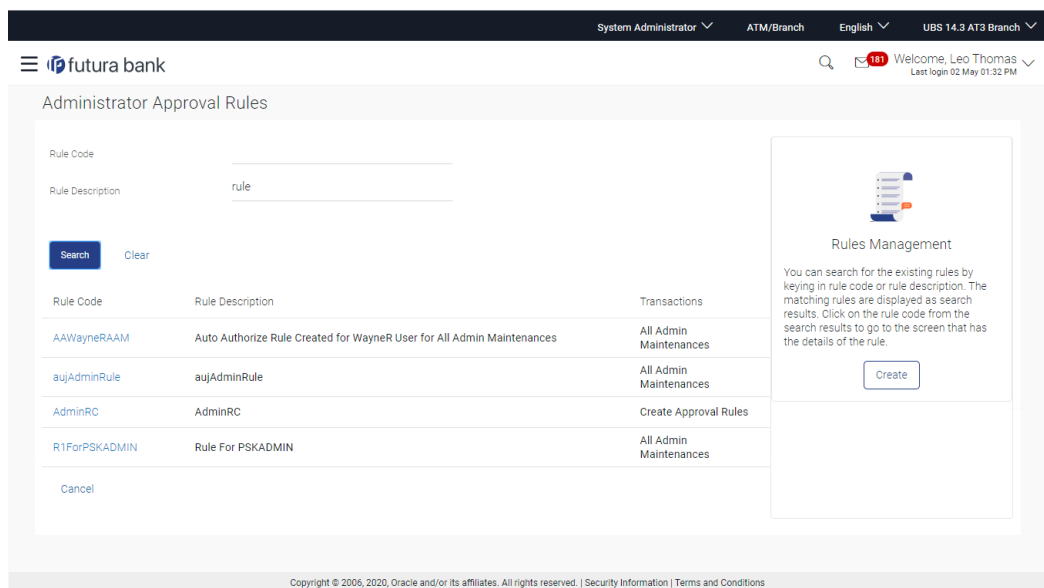 System Administrator ATM/Branch English UBS 14.3 AT3 Branch
futura bank
181
Welcome, Leo Thomas
Last login 02 May 01:32 PM
Administrator Approval Rules
Rule Code
Rule Description rule
Search Clear
Rule Code Rule Description Transactions
AAWayneRAAM Auto Authorize Rule Created for WayneR User for All Admin Maintenances All Admin
Maintenances
aujAdminRule aujAdminRule All Admin
Maintenances
AdminRC AdminRC Create Approval Rules
R1ForPSKADMIN Rule For PSKADMIN All Admin
Maintenances
Cancel
Rules Management
You can search for the existing rules by
keying in rule code or rule description. The
matching rules are displayed as search
results. Click on the rule code from the
search results to go to the screen that has
the details of the rule.
Create
Copyright © 2006, 2020, Oracle and/or its affiliates. All rights reserved. | Security Information | Terms and Conditions